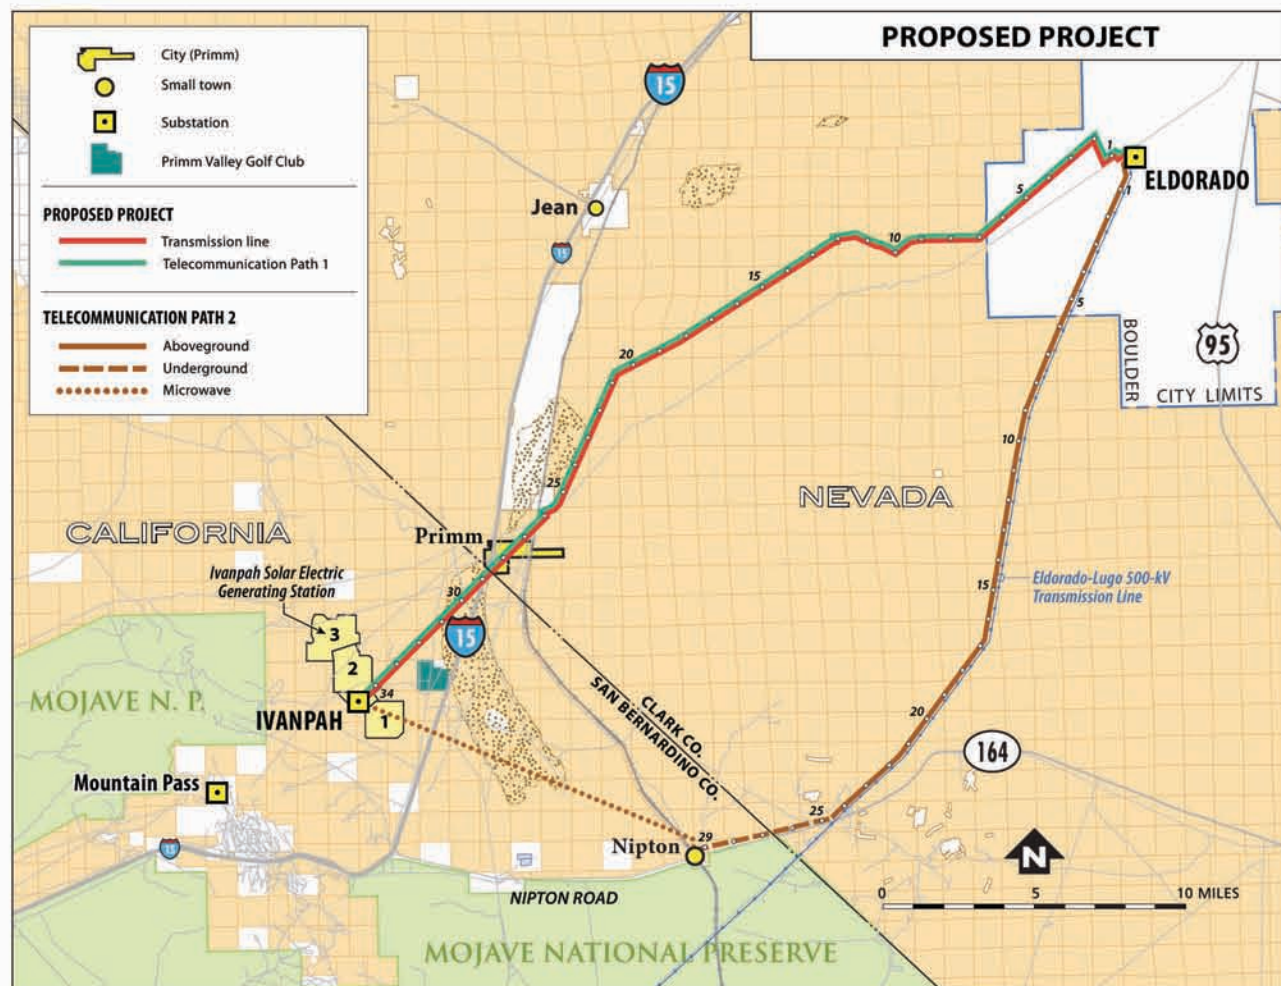 PROPOSED PROJECT
City (Primm)
Small town
Substation
Primm Valley Golf Club
PROPOSED PROJECT
Transmission line
Telecommunication Path 1
TELECOMMUNICATION PATH 2
Aboveground
Underground
Microwave
15
Jean
15
1
ELDORADO
1
5
10
15
5
BOULDER
95
CITY LIMITS
20
10
25
NEVADA
CALIFORNIA
Primm
Ivanpah Solar Electric
Generating Station
Eldorado-Lugo 500-kV
Transmission Line
15
30
15
3
2
34
1
MOJAVE N. P.
IVANPAH
CLARK CO.
SAN BERNARDINO CO.
20
164
Mountain Pass
25
29
15
Nipton
N
NIPTON ROAD
0 5 10 MILES
MOJAVE NATIONAL PRESERVE